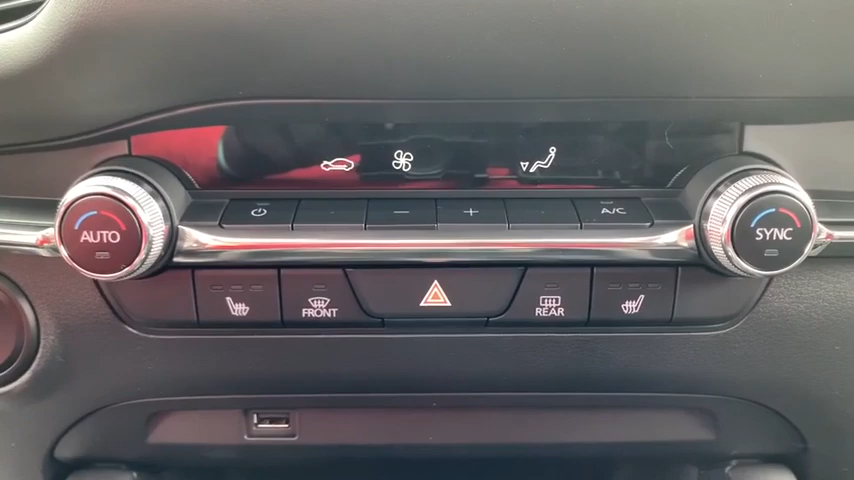 A/C
AUTO
SYNC
FRONT
REAR